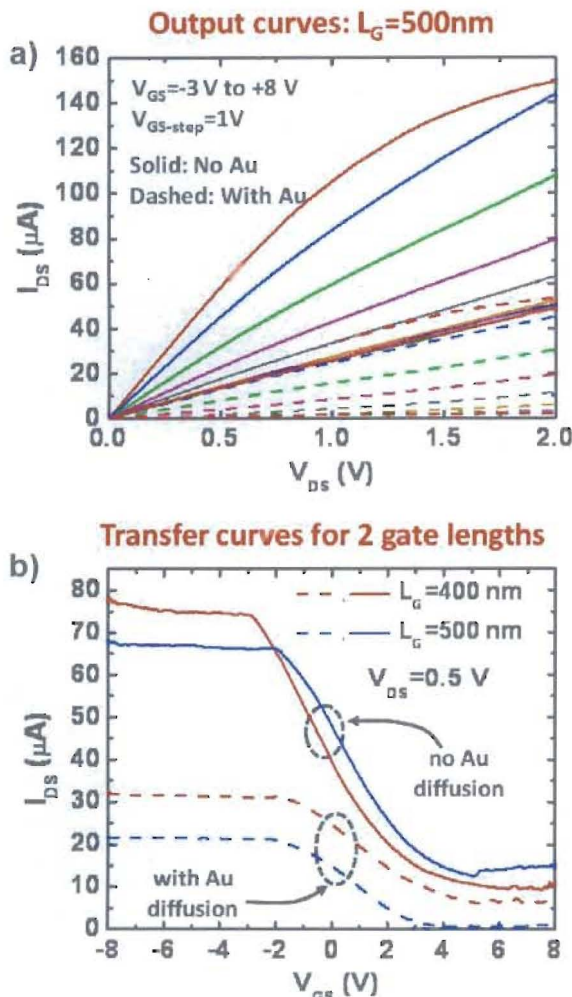 Output curves: LG=500nm
a)
160
140
120
100
80
60
40
20
0
IDS (μA)
VGS=-3 V to +8 V
VGS-step=1V
Solid: No Au
Dashed: With Au
0.0 0.5 1.0 1.5 2.0
VDS (V)
Transfer curves for 2 gate lengths
b)
80
70
60
50
40
30
20
10
0
IDS (μA)
LG=400 nm
LG=500 nm
VDS=0.5 V
no Au
diffusion
with Au
diffusion
-8 -6 -4 -2 0 2 4 6 8
VGS (V)